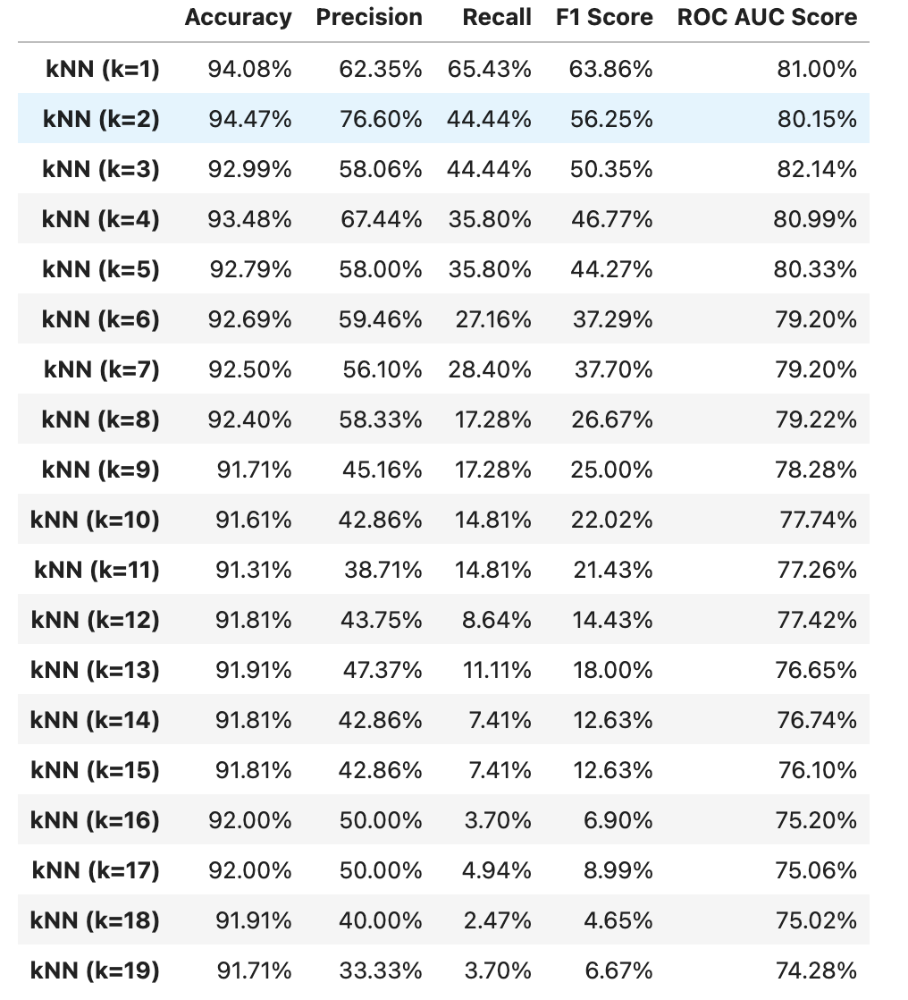 Accuracy Precision Recall F1 Score ROC AUC Score
kNN (k=1) 94.08% 62.35% 65.43% 63.86% 81.00%
kNN (k=2) 94.47% 76.60% 44.44% 56.25% 80.15%
kNN (k=3) 92.99% 58.06% 44.44% 50.35% 82.14%
kNN (k=4) 93.48% 67.44% 35.80% 46.77% 80.99%
kNN (k=5) 92.79% 58.00% 35.80% 44.27% 80.33%
kNN (k=6) 92.69% 59.46% 27.16% 37.29% 79.20%
kNN (k=7) 92.50% 56.10% 28.40% 37.70% 79.20%
kNN (k=8) 92.40% 58.33% 17.28% 26.67% 79.22%
kNN (k=9) 91.71% 45.16% 17.28% 25.00% 78.28%
kNN (k=10) 91.61% 42.86% 14.81% 22.02% 77.74%
kNN (k=11) 91.31% 38.71% 14.81% 21.43% 77.26%
kNN (k=12) 91.81% 43.75% 8.64% 14.43% 77.42%
kNN (k=13) 91.91% 47.37% 11.11% 18.00% 76.65%
kNN (k=14) 91.81% 42.86% 7.41% 12.63% 76.74%
kNN (k=15) 91.81% 42.86% 7.41% 12.63% 76.10%
kNN (k=16) 92.00% 50.00% 3.70% 6.90% 75.20%
kNN (k=17) 92.00% 50.00% 4.94% 8.99% 75.06%
kNN (k=18) 91.91% 40.00% 2.47% 4.65% 75.02%
kNN (k=19) 91.71% 33.33% 3.70% 6.67% 74.28%